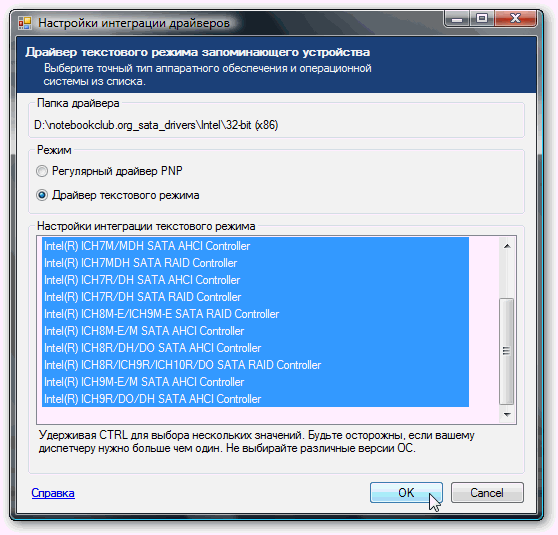 Настройки интеграции драйверов
Драйвер текстового режима запоминающего устройства
Выберите точный тип аппаратного обеспечения и операционной
системы из списка.
Папка драйвера
D:\notebookclub.org_sata_drivers\Intel\32-bit (x86)
Режим
Регулярный драйвер PNP
Драйвер текстового режима
Настройки интеграции текстового режима
Intel(R) ICH7M/MDH SATA AHCI Controller
Intel(R) ICH7MDH SATA RAID Controller
Intel(R) ICH7R/DH SATA AHCI Controller
Intel(R) ICH7R/DH SATA RAID Controller
Intel(R) ICH8M-E/ICH9M-E SATA RAID Controller
Intel(R) ICH8M-E/M SATA AHCI Controller
Intel(R) ICH8R/DH/DO SATA AHCI Controller
Intel(R) ICH8R/ICH9R/ICH10R/DO SATA RAID Controller
Intel(R) ICH9M-E/M SATA AHCI Controller
Intel(R) ICH9R/DO/DH SATA AHCI Controller
Удерживая CTRL для выбора нескольких значений. Будьте осторожны, если вашему
диспетчеру нужно больше чем один. Не выбирайте различные версии ОС.
Справка
OK
Cancel